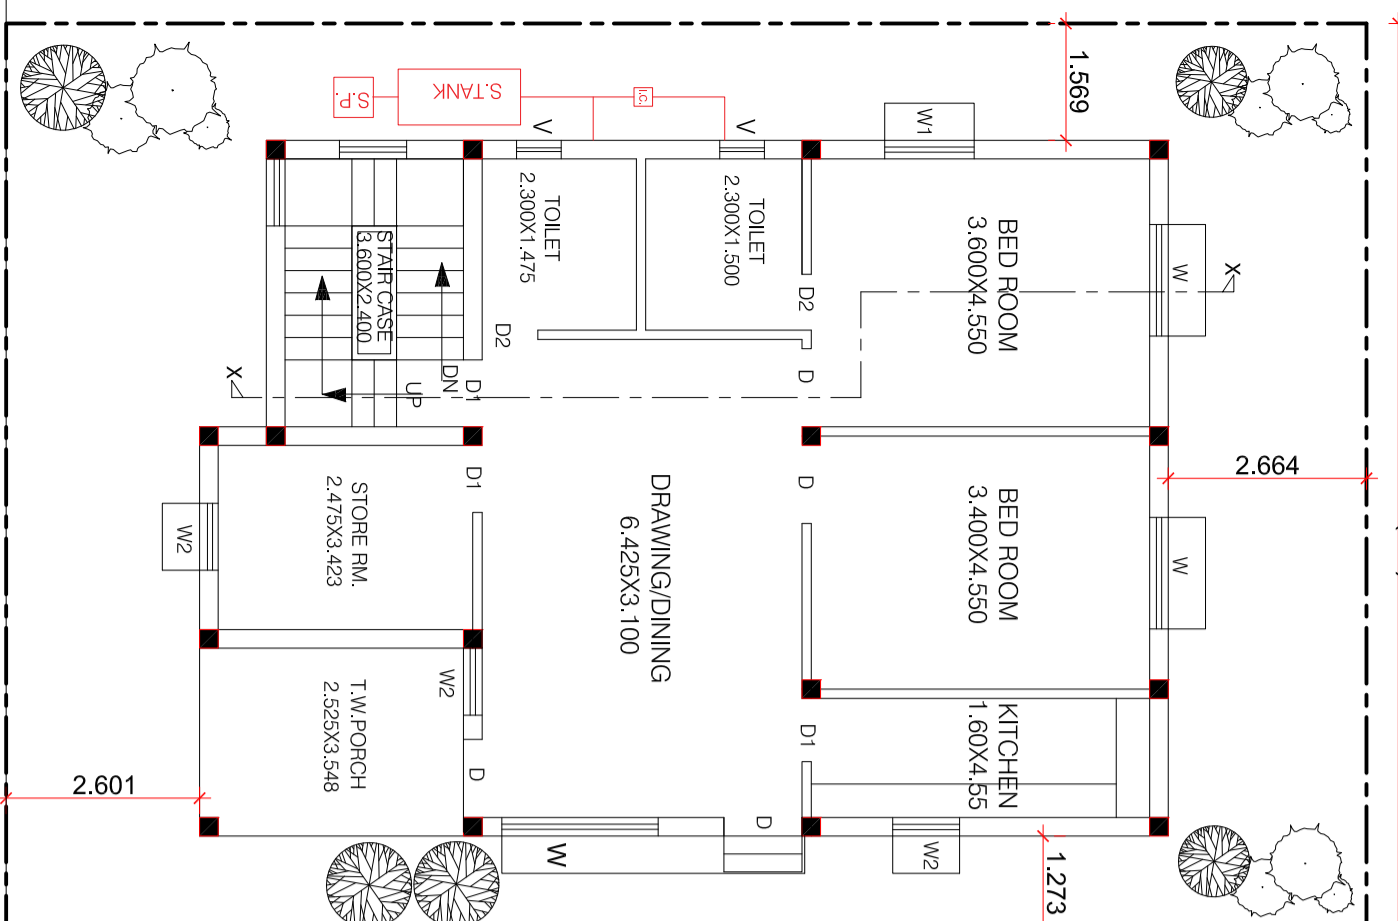 1.569
S.P.
S.TANK
I.C.
V
V
W1
TOILET
2.300X1.475
TOILET
2.300X1.500
BED ROOM
3.600X4.550
W
X
STAIR CASE
3.600X2.400
D2
D2
D
X
UP
DN
D1
2.664
D1
D
STORE RM.
2.475X3.423
W2
DRAWING/DINING
6.425X3.100
BED ROOM
3.400X4.550
W
W2
T.W.PORCH
2.525X3.548
D
D1
KITCHEN
1.60X4.55
2.601
W
D
W2
1.273